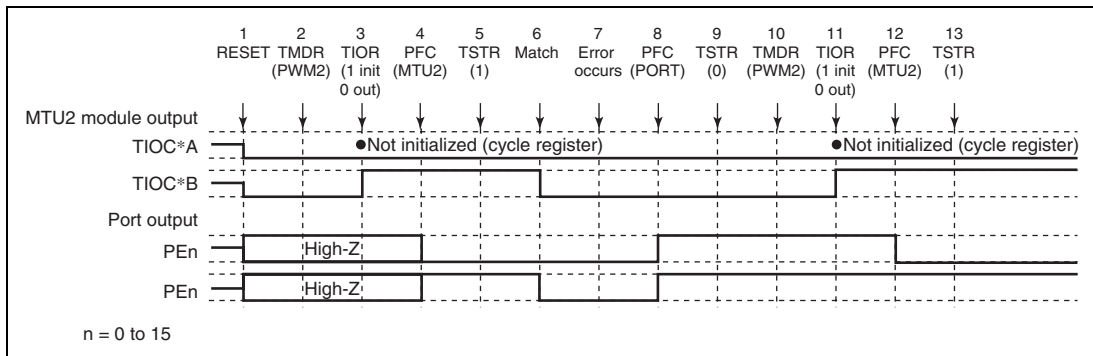 1 2 3 4 5 6 7 8 9 10 11 12 13
RESET TMDR TIOR PFC TSTR Match Error PFC TSTR TMDR TIOR PFC TSTR
(PWM2) (1 init (MTU2) (1) occurs (PORT) (0) (PWM2) (1 init (MTU2) (1)
0 out) 0 out)
MTU2 module output
TIOC*A ●Not initialized (cycle register) ●Not initialized (cycle register)
TIOC*B
Port output
PEn High-Z
PEn High-Z
n = 0 to 15